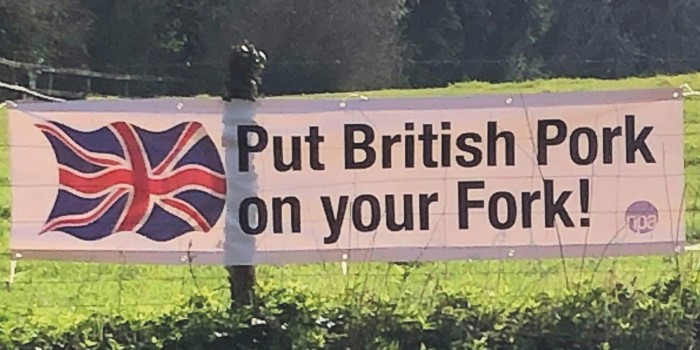 Put British Pork
on your Fork!
npa